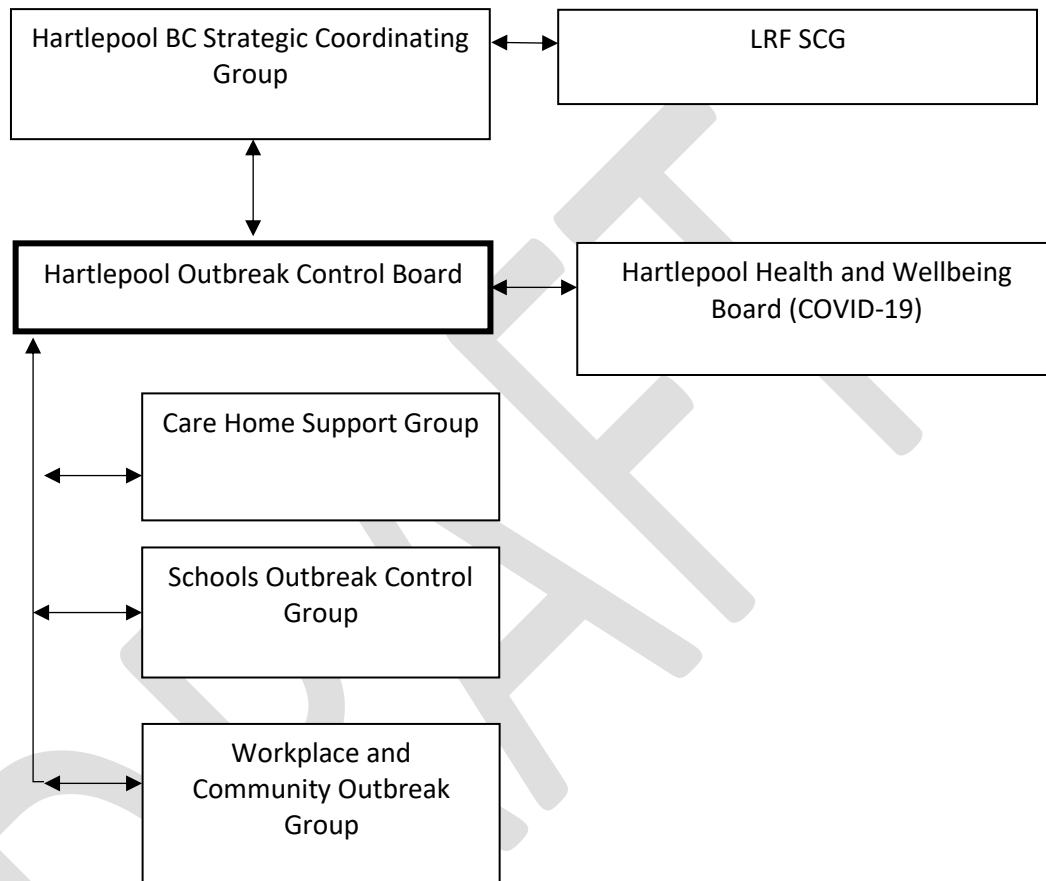 Hartlepool BC Strategic Coordinating
Group
LRF SCG
Hartlepool Outbreak Control Board
Hartlepool Health and Wellbeing
Board (COVID-19)
Care Home Support Group
Schools Outbreak Control
Group
Workplace and
Community Outbreak
Group
DRAFT